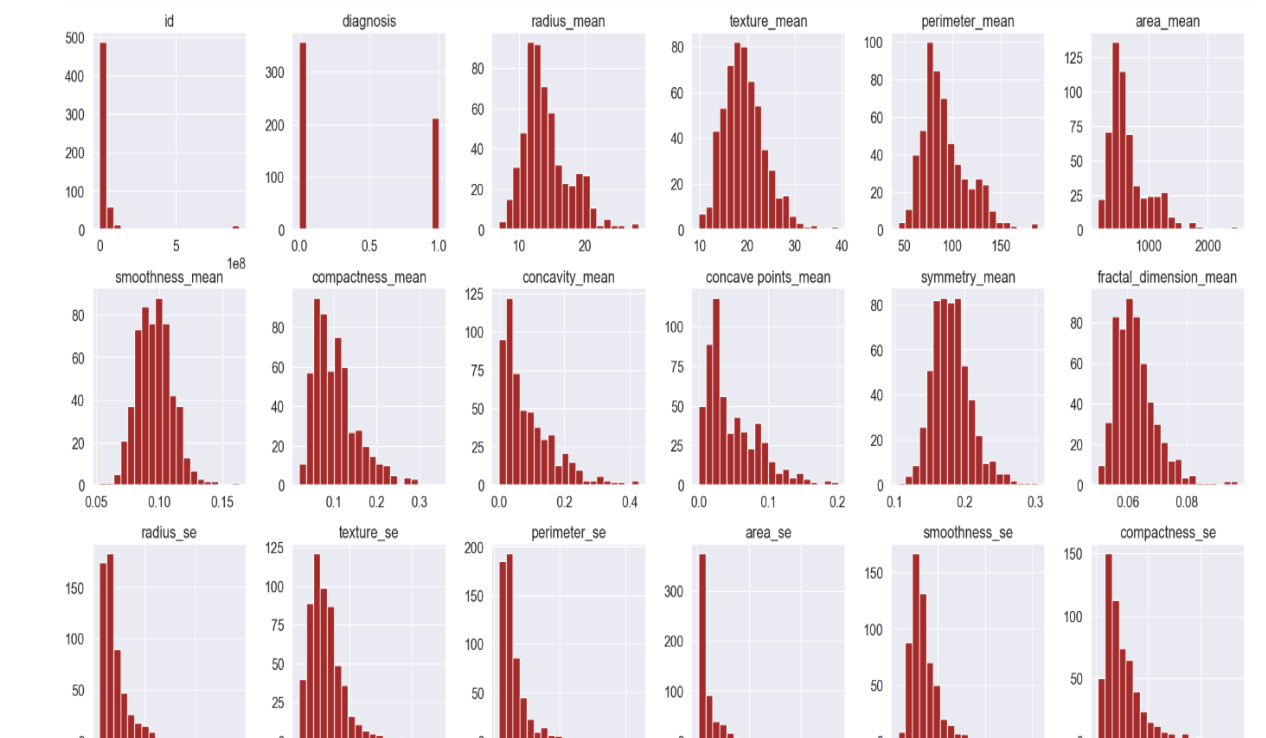 id diagnosis radius_mean texture_mean perimeter_mean area_mean
500 400 300 200 100 0
0 5
1e8
300 200 100 0
0.0 0.5 1.0
80 60 40 20 0
10 20
80 60 40 20 0
10 20 30 40
100 80 60 40 20 0
50 100 150
125 100 75 50 25 0
1000 2000
smoothness_mean compactness_mean concavity_mean concave points_mean symmetry_mean fractal_dimension_mean
80 60 40 20 0
0.05 0.10 0.15
80 60 40 20 0
0.1 0.2 0.3
125 100 75 50 25 0
0.0 0.2 0.4
100 75 50 25 0
0.0 0.1 0.2
80 60 40 20 0
0.1 0.2 0.3
80 60 40 20 0
0.06 0.08
radius_se texture_se perimeter_se area_se smoothness_se compactness_se
150 100 50
125 100 75 50 25
200 150 100 50
300 200 100
150 100 50
150 100 50